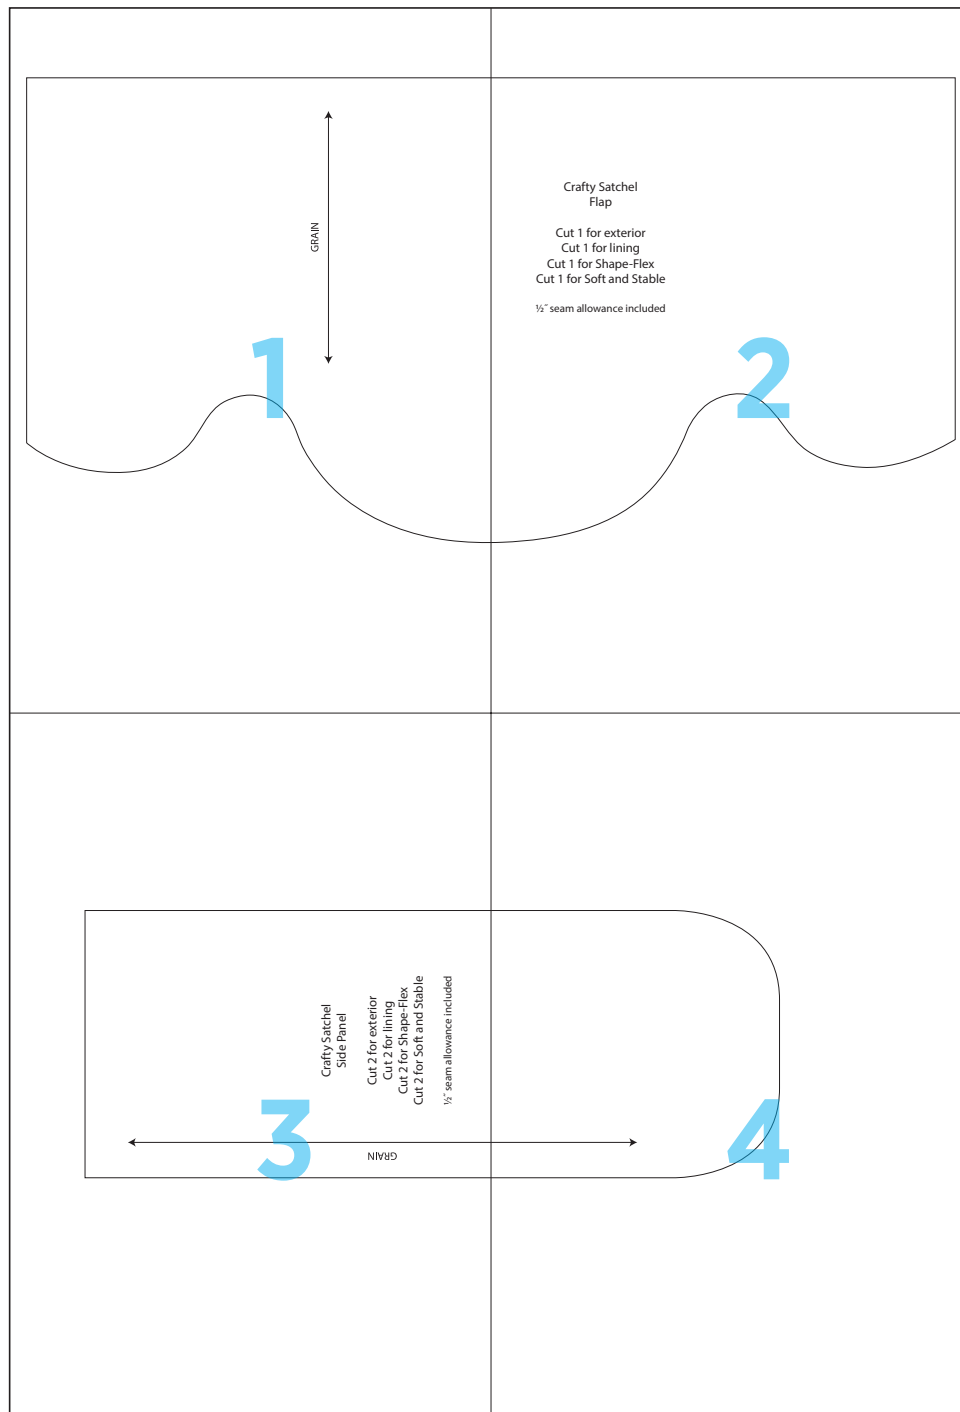 Crafty Satchel
Flap
Cut 1 for exterior
Cut 1 for lining
Cut 1 for Shape-Flex
Cut 1 for Soft and Stable
½˝ seam allowance included
GRAIN
1
2
Crafty Satchel
Side Panel
Cut 2 for exterior
Cut 2 for lining
Cut 2 for Shape-Flex
Cut 2 for Soft and Stable
½˝ seam allowance included
GRAIN
3
4